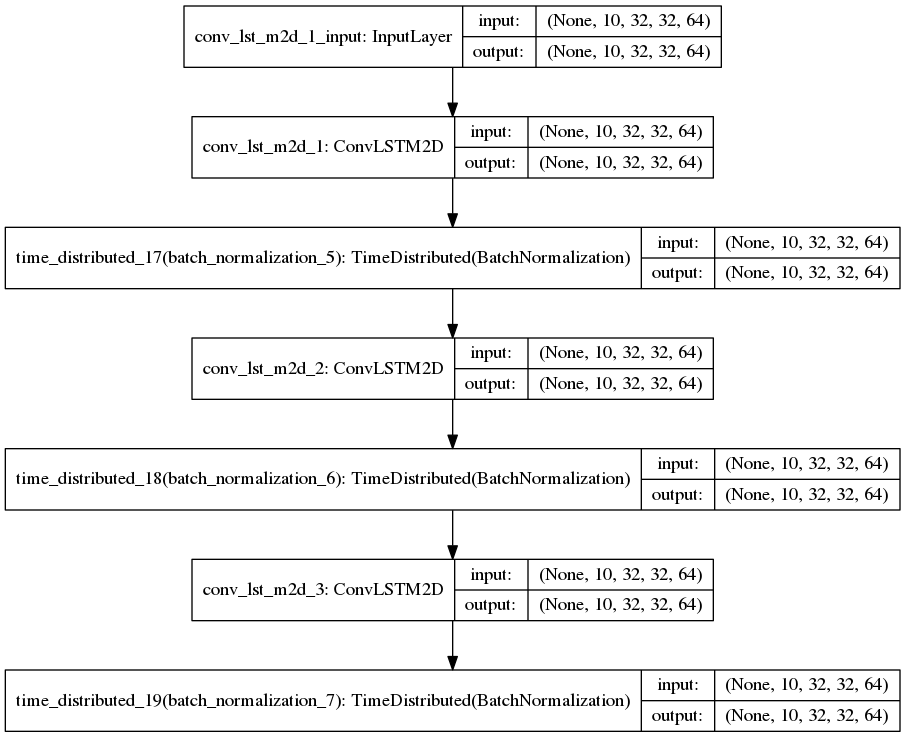 conv_lst_m2d_1_input: InputLayer
input: (None, 10, 32, 32, 64)
output: (None, 10, 32, 32, 64)
conv_lst_m2d_1: ConvLSTM2D
input: (None, 10, 32, 32, 64)
output: (None, 10, 32, 32, 64)
time_distributed_17(batch_normalization_5): TimeDistributed(BatchNormalization)
input: (None, 10, 32, 32, 64)
output: (None, 10, 32, 32, 64)
conv_lst_m2d_2: ConvLSTM2D
input: (None, 10, 32, 32, 64)
output: (None, 10, 32, 32, 64)
time_distributed_18(batch_normalization_6): TimeDistributed(BatchNormalization)
input: (None, 10, 32, 32, 64)
output: (None, 10, 32, 32, 64)
conv_lst_m2d_3: ConvLSTM2D
input: (None, 10, 32, 32, 64)
output: (None, 10, 32, 32, 64)
time_distributed_19(batch_normalization_7): TimeDistributed(BatchNormalization)
input: (None, 10, 32, 32, 64)
output: (None, 10, 32, 32, 64)